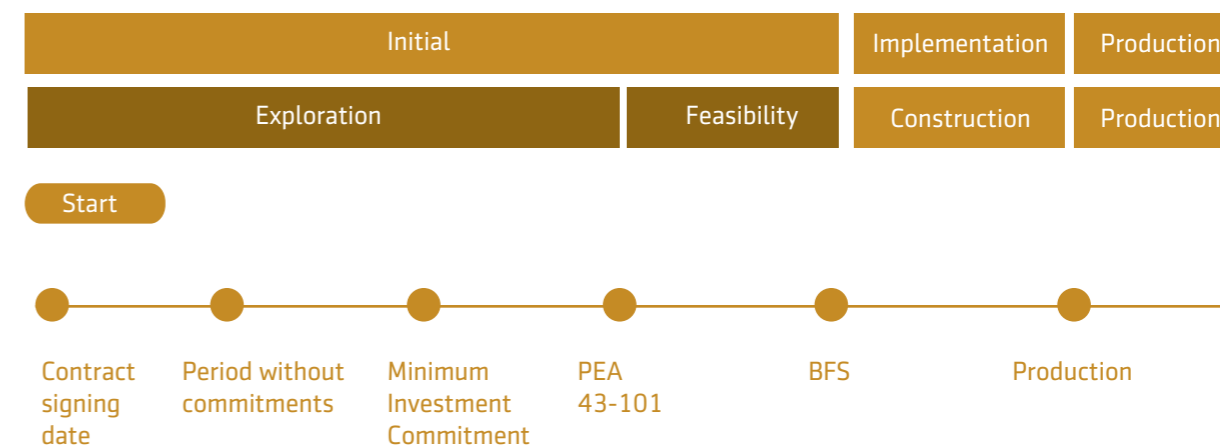 Initial
Implementation
Production
Exploration
Feasibility
Construction
Production
Start
Contract
signing
date
Period without
commitments
Minimum
Investment
Commitment
PEA
43-101
BFS
Production